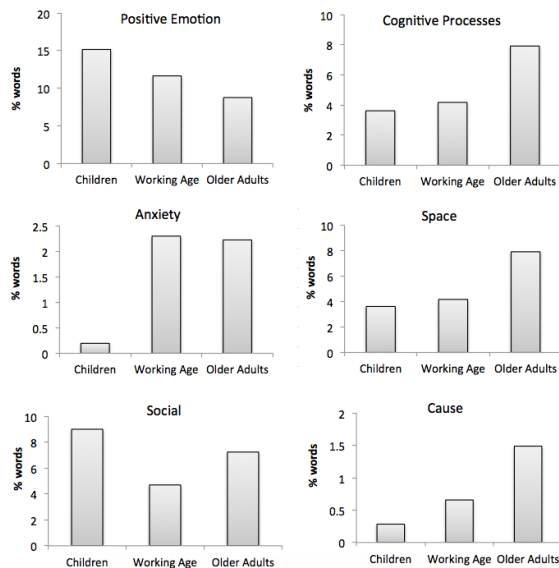 Positive Emotion
% words
20
15
10
5
0
Children Working Age Older Adults
Cognitive Processes
% words
10
8
6
4
2
0
Children Working Age Older Adults
Anxiety
% words
2.5
2
1.5
1
0.5
0
Children Working Age Older Adults
Space
% words
10
8
6
4
2
0
Children Working Age Older Adults
Social
% words
10
8
6
4
2
0
Children Working Age Older Adults
Cause
% words
2
1.5
1
0.5
0
Children Working Age Older Adults